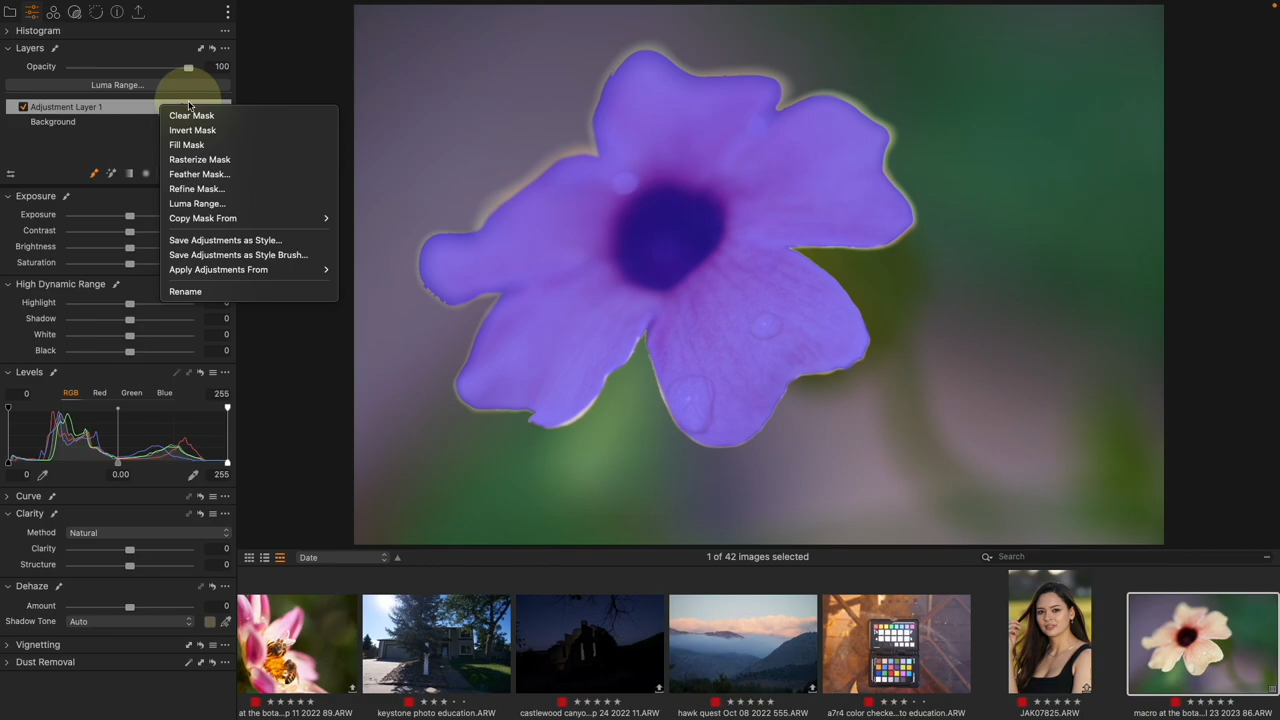 Histogram
Layers
Opacity 100
Luma Range...
Adjustment Layer 1
Background
Clear Mask
Invert Mask
Fill Mask
Rasterize Mask
Feather Mask...
Refine Mask...
Luma Range...
Copy Mask From
Save Adjustments as Style...
Save Adjustments as Style Brush...
Apply Adjustments From
Rename
Exposure
Exposure
Contrast
Brightness
Saturation
High Dynamic Range
Highlight 0
Shadow 0
White 0
Black 0
Levels
0 RGB Red Green Blue 255
0 0.00 255
Curve
Clarity
Method Natural
Clarity 0
Structure 0
Dehaze
Amount 0
Shadow Tone Auto
Vignetting
Dust Removal
Date
1 of 42 images selected
Search
at the bota...p 11 2022 89.ARW
keystone photo education.ARW
castlewood canyo...p 24 2022 11.ARW
hawk quest Oct 08 2022 555.ARW
a7r4 color checke...to education.ARW
JAK07825.ARW
macro at the bota...l 23 2023 86.ARW